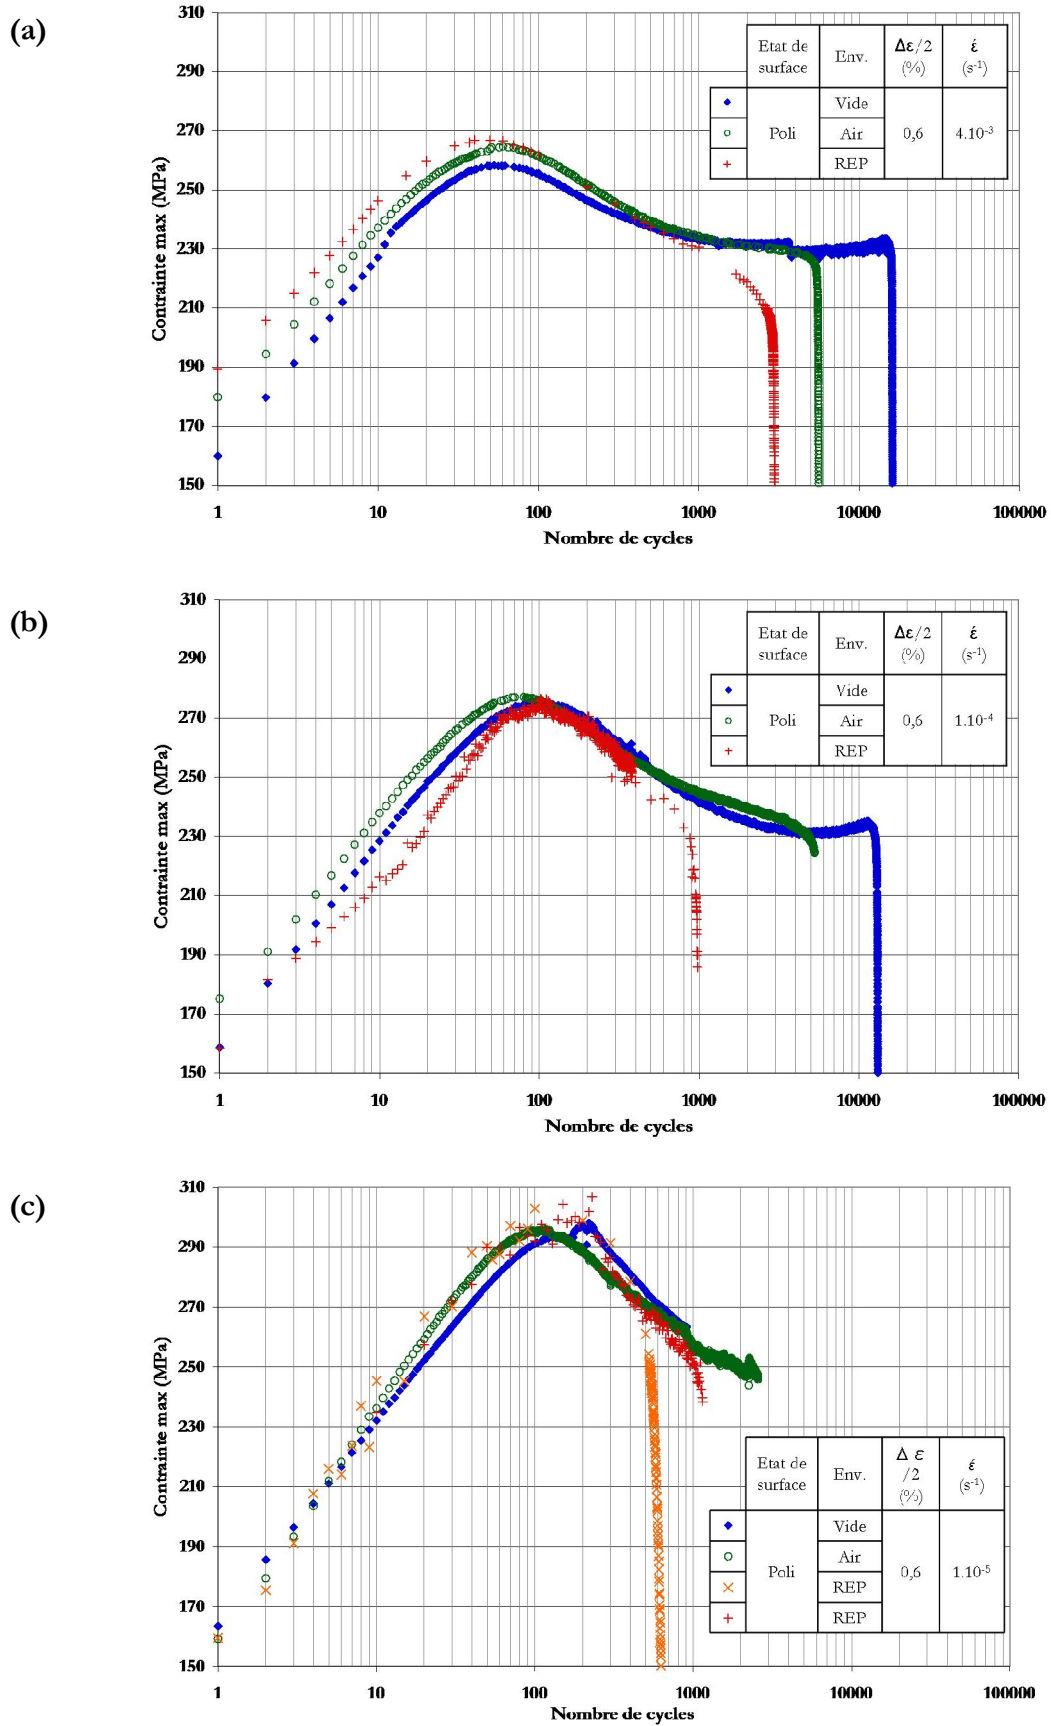 (a)
310
290
270
250
230
210
190
170
150
Contrainte max (MPa)
1 10 100 1000 10000 100000
Nombre de cycles
Etat de surface Env. Δε/2 (%) έ (s⁻¹)
Vide
Poli Air 0,6 4.10⁻³
REP
(b)
310
290
270
250
230
210
190
170
150
Contrainte max (MPa)
1 10 100 1000 10000 100000
Nombre de cycles
Etat de surface Env. Δε/2 (%) έ (s⁻¹)
Vide
Poli Air 0,6 1.10⁻⁴
REP
(c)
310
290
270
250
230
210
190
170
150
Contrainte max (MPa)
1 10 100 1000 10000 100000
Nombre de cycles
Etat de surface Env. Δ ε /2 (%) έ (s⁻¹)
Vide
Air
Poli REP 0,6 1.10⁻⁵
REP